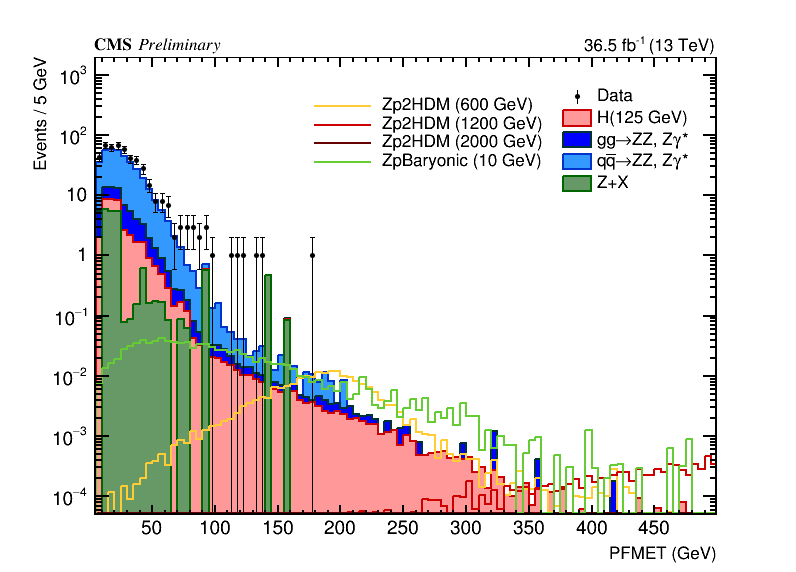 CMS Preliminary 36.5 fb⁻¹ (13 TeV)
Events / 5 GeV
10³
10²
10
1
10⁻¹
10⁻²
10⁻³
10⁻⁴
Zp2HDM (600 GeV)
Zp2HDM (1200 GeV)
Zp2HDM (2000 GeV)
ZpBaryonic (10 GeV)
Data
H(125 GeV)
gg→ZZ, Zγ*
qq̅→ZZ, Zγ*
Z+X
50 100 150 200 250 300 350 400 450
PFMET (GeV)